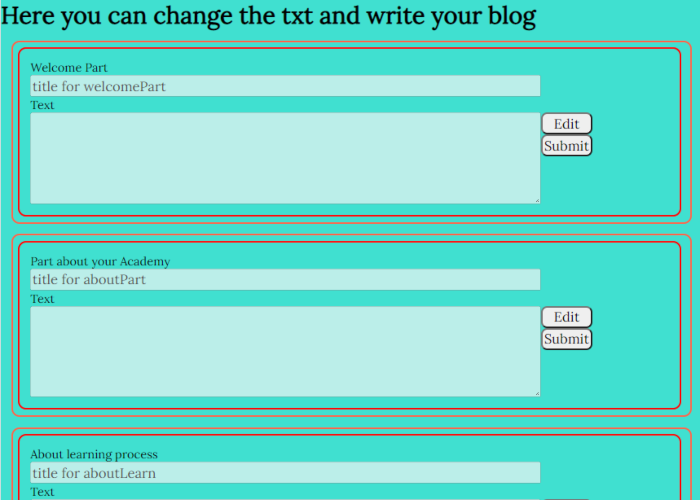 Here you can change the txt and write your blog
Welcome Part
title for welcomePart
Text
Edit
Submit
Part about your Academy
title for aboutPart
Text
Edit
Submit
About learning process
title for aboutLearn
Text